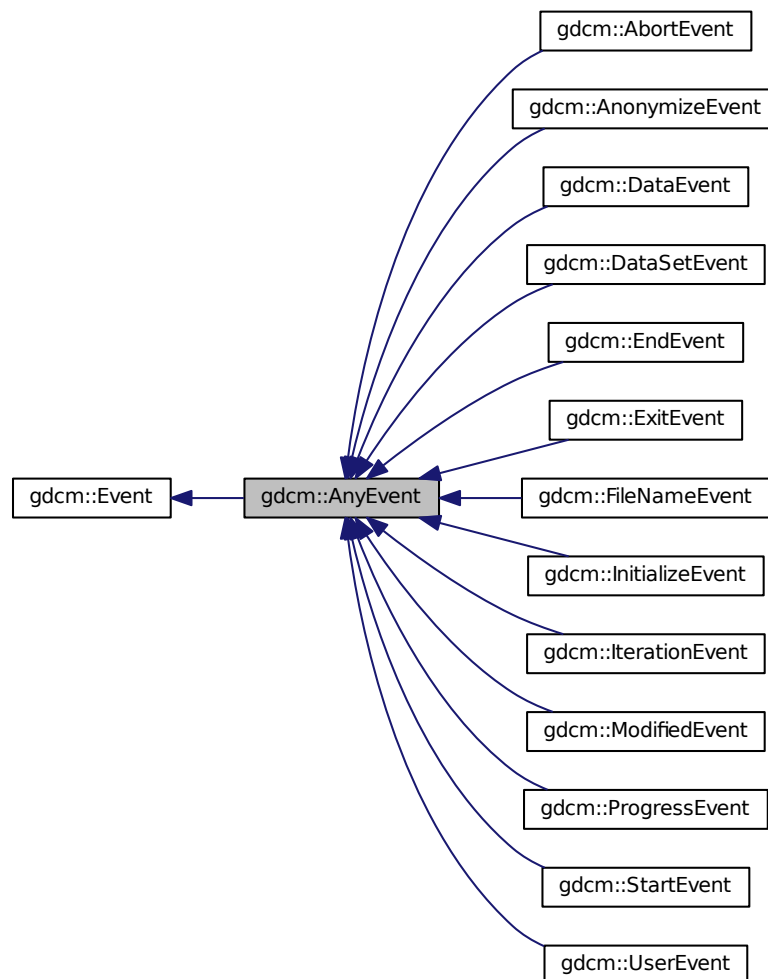 gdcm::AbortEvent
gdcm::AnonymizeEvent
gdcm::DataEvent
gdcm::DataSetEvent
gdcm::EndEvent
gdcm::ExitEvent
gdcm::Event
gdcm::AnyEvent
gdcm::FileNameEvent
gdcm::InitializeEvent
gdcm::IterationEvent
gdcm::ModifiedEvent
gdcm::ProgressEvent
gdcm::StartEvent
gdcm::UserEvent